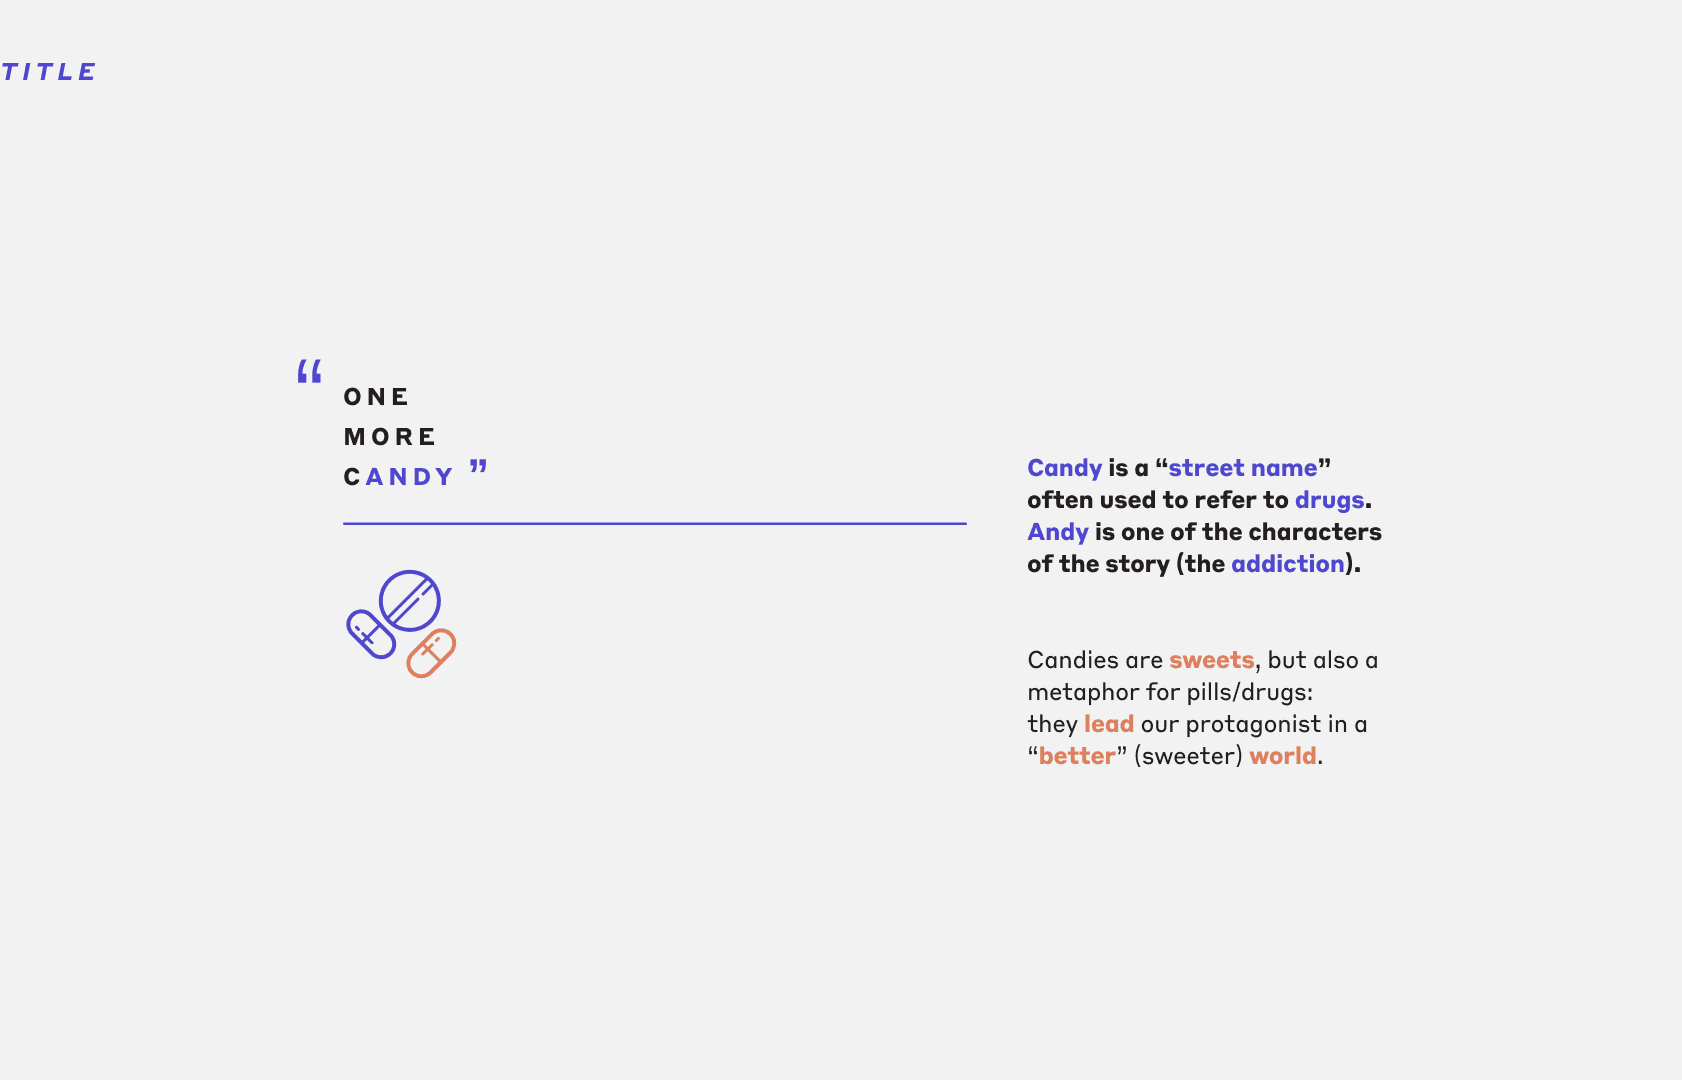 TITLE
“ ONE
MORE
CANDY ”
Candy is a “street name”
often used to refer to drugs.
Andy is one of the characters
of the story (the addiction).
Candies are sweets, but also a
metaphor for pills/drugs:
they lead our protagonist in a
“better” (sweeter) world.